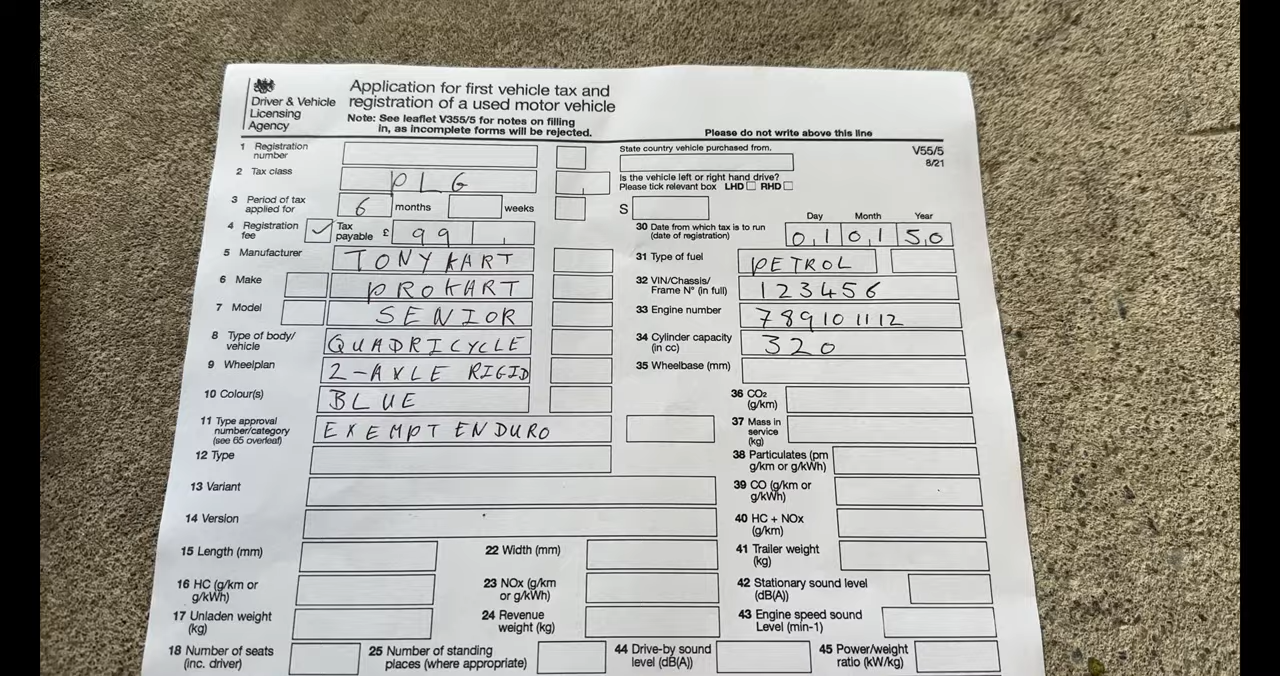 Driver & Vehicle
Licensing
Agency
Application for first vehicle tax and
registration of a used motor vehicle
Note: See leaflet V355/5 for notes on filling
in, as incomplete forms will be rejected.
Please do not write above this line
1 Registration
number
2 Tax class
PLG
3 Period of tax
applied for
6 months weeks
4 Registration
fee
✓ Tax
payable £ 99
5 Manufacturer TONYKART
6 Make PROKART
7 Model SENIOR
8 Type of body/
vehicle QUADRICYCLE
9 Wheelplan 2-AXLE RIGID
10 Colour(s) BLUE
11 Type approval
number/category
(see 65 overleaf) EXEMPT ENDURO
12 Type
13 Variant
14 Version
15 Length (mm)
16 HC (g/km or
g/kWh)
17 Unladen weight
(kg)
18 Number of seats
(inc. driver)
22 Width (mm)
23 NOx (g/km
or g/kWh)
24 Revenue
weight (kg)
25 Number of standing
places (where appropriate)
State country vehicle purchased from.
V55/5
8/21
Is the vehicle left or right hand drive?
Please tick relevant box LHD RHD
S
Day Month Year
30 Date from which tax is to run
(date of registration) 01 01 50
31 Type of fuel PETROL
32 VIN/Chassis/
Frame Nº (in full) 123456
33 Engine number 789101112
34 Cylinder capacity
(in cc) 320
35 Wheelbase (mm)
36 CO₂
(g/km)
37 Mass in
service
(kg)
38 Particulates (pm
g/km or g/kWh)
39 CO (g/km or
g/kWh)
40 HC + NOx
(g/km)
41 Trailer weight
(kg)
42 Stationary sound level
(dB(A))
43 Engine speed sound
Level (min-1)
44 Drive-by sound
level (dB(A))
45 Power/weight
ratio (kW/kg)